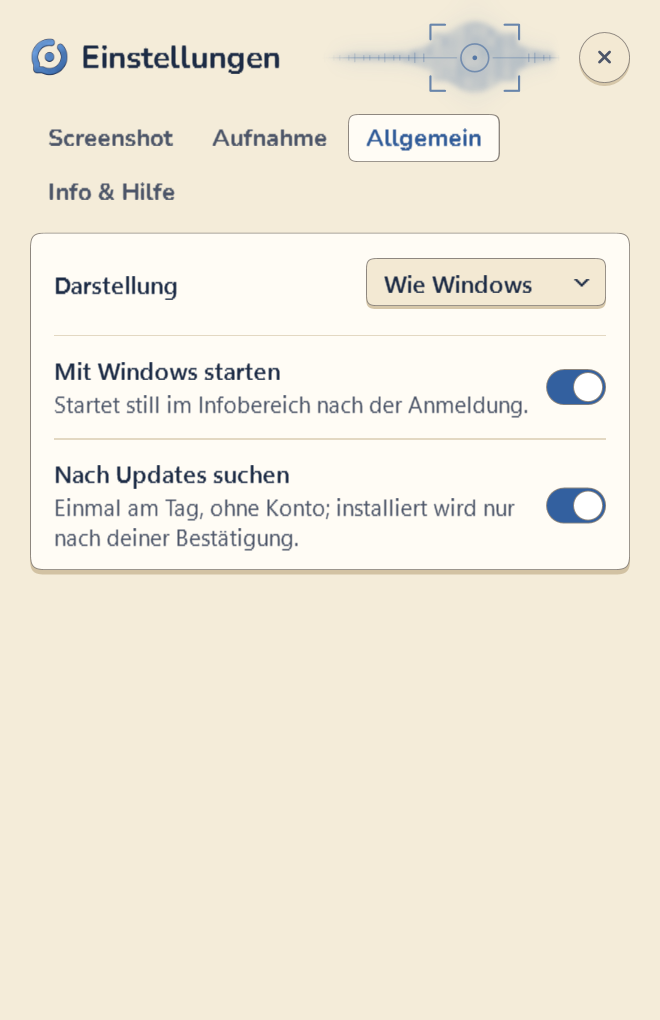 Einstellungen
Screenshot Aufnahme Allgemein
Info & Hilfe
Darstellung Wie Windows
Mit Windows starten
Startet still im Infobereich nach der Anmeldung.
Nach Updates suchen
Einmal am Tag, ohne Konto; installiert wird nur
nach deiner Bestätigung.